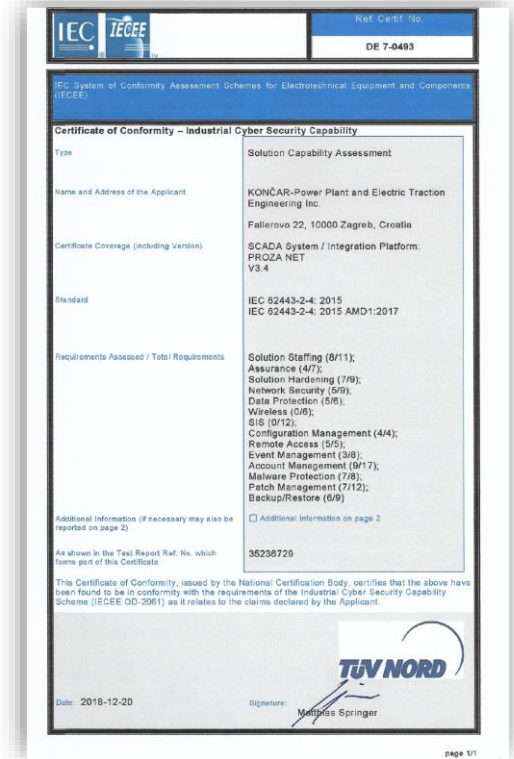 IEC IECEE
TM
Ref. Certif. No.
DE 7-0493
IEC System of Conformity Assessment Schemes for Electrotechnical Equipment and Components
(IECEE)
Certificate of Conformity – Industrial Cyber Security Capability
Type
Solution Capability Assessment
Name and Address of the Applicant
KONČAR-Power Plant and Electric Traction
Engineering Inc.
Fallerovo 22, 10000 Zagreb, Croatia
Certificate Coverage (including Version)
SCADA System / Integration Platform:
PROZA NET
V3.4
Standard
IEC 62443-2-4: 2015
IEC 62443-2-4: 2015 AMD1:2017
Requirements Assessed / Total Requirements
Solution Staffing (8/11);
Assurance (4/7);
Solution Hardening (7/9);
Network Security (5/9);
Data Protection (5/6);
Wireless (0/6);
SIS (0/12);
Configuration Management (4/4);
Remote Access (5/5);
Event Management (3/8);
Account Management (9/17);
Malware Protection (7/8);
Patch Management (7/12);
Backup/Restore (6/9)
Additional Information (if necessary may also be
reported on page 2)
Additional Information on page 2
As shown in the Test Report Ref. No. which
forms part of this Certificate
35236729
This Certificate of Conformity, issued by the National Certification Body, certifies that the above have
been found to be in conformity with the requirements of the Industrial Cyber Security Capability
Scheme (IECEE OD-2061) as it relates to the claims declared by the Applicant.
TÜV NORD
Date: 2018-12-20
Signature:
Matthias Springer
page 1/1